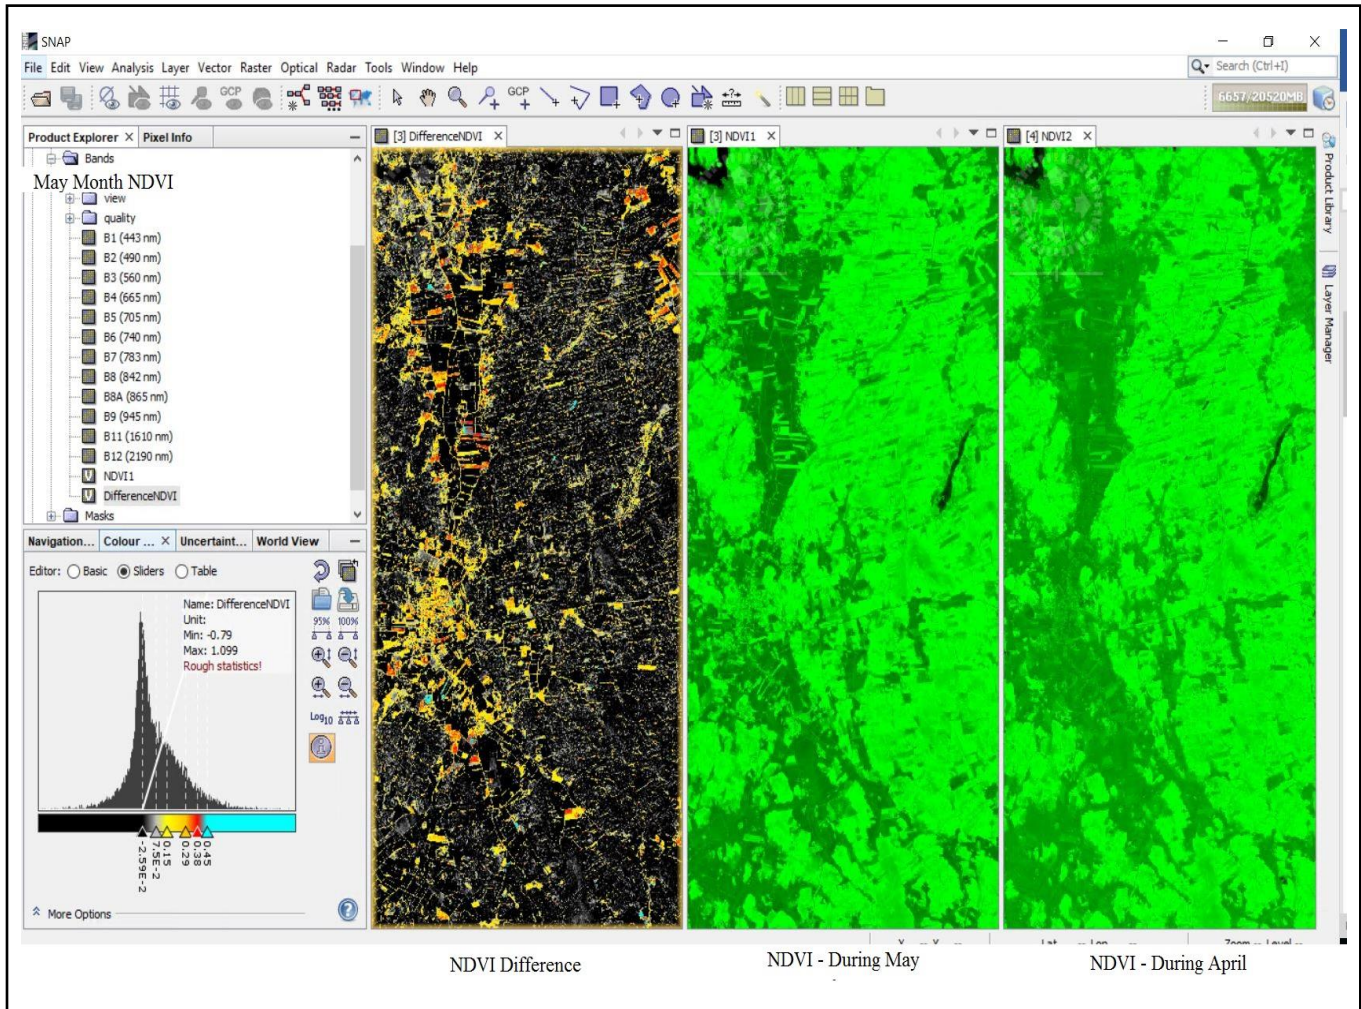 SNAP
File Edit View Analysis Layer Vector Raster Optical Radar Tools Window Help
Search (Ctrl+I)
GCP
GCP
6657/20520MB
Product Explorer
Pixel Info
[3] DifferenceNDVI
[3] NDVI1
[4] NDVI2
Bands
May Month NDVI
view
quality
B1 (443 nm)
B2 (490 nm)
B3 (560 nm)
B4 (665 nm)
B5 (705 nm)
B6 (740 nm)
B7 (783 nm)
B8 (842 nm)
B8A (865 nm)
B9 (945 nm)
B11 (1610 nm)
B12 (2190 nm)
NDVI1
DifferenceNDVI
Masks
Product Library
Layer Manager
Navigation...
Colour ...
Uncertaint...
World View
Editor: Basic Sliders Table
Name: DifferenceNDVI
Unit:
Min: -0.79
Max: 1.099
Rough statistics!
95% 100%
Log10
-2.59E-2
7.5E-2
0.15
0.29
0.38
0.45
More Options
X -- Y --
Lat -- Lon --
Zoom -- Level --
NDVI Difference
NDVI - During May
NDVI - During April